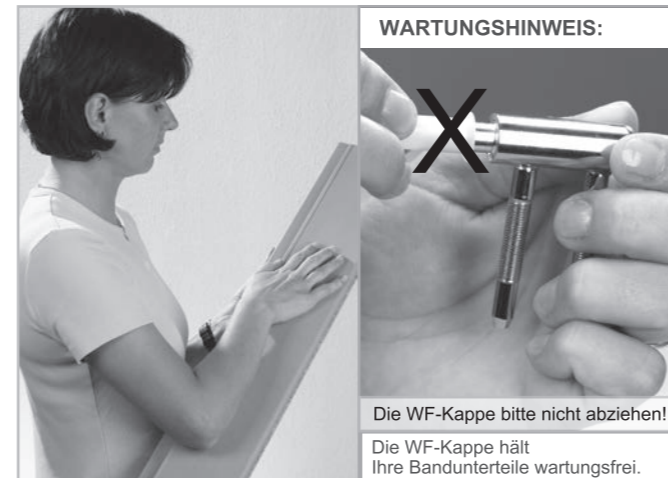 WARTUNGSHINWEIS:
Die WF-Kappe bitte nicht abziehen!
Die WF-Kappe hält
Ihre Bandunterteile wartungsfrei.